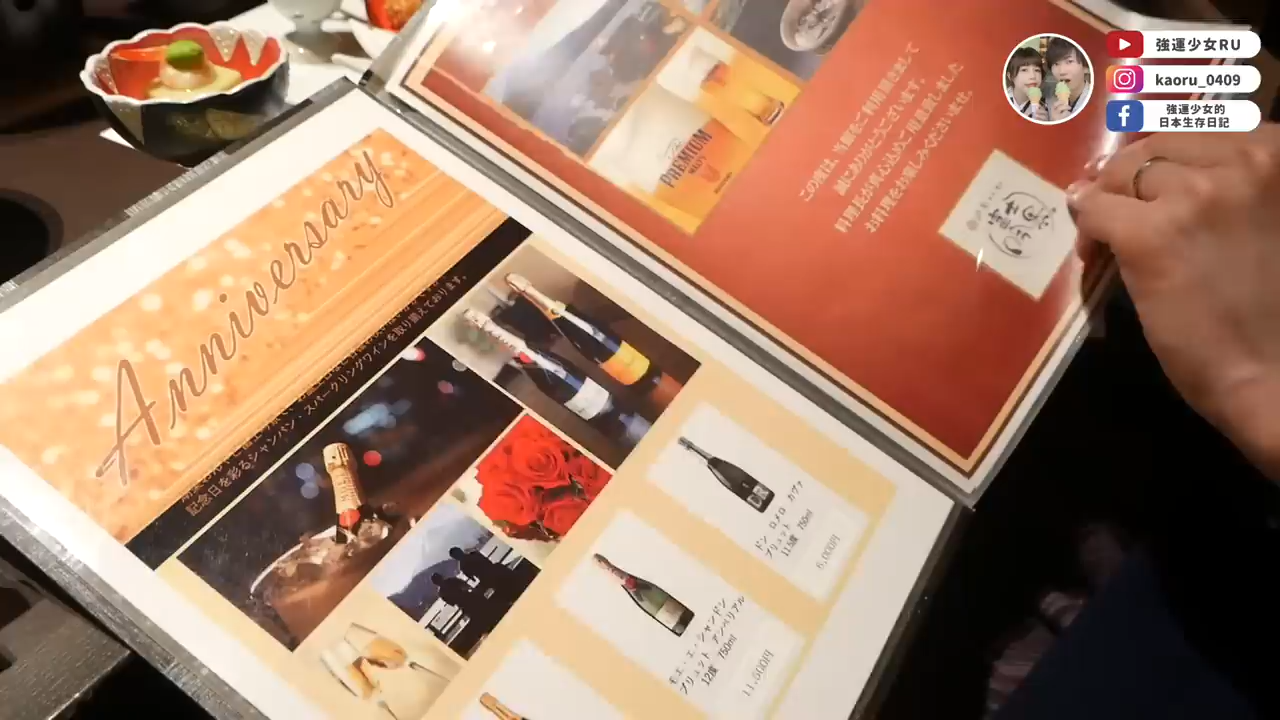 強運少女RU
kaoru_0409
強運少女的
日本生存日記
この度は、当館をご利用頂きまして
誠にありがとうございます。
料理長が真心込めご用意致しました
お料理をお楽しみくださいませ。
The
PREMIUM
MALT'S
Anniversary
記念日を彩るシャンパン・スパークリングワインを取り揃えております。
ドン ロメロ カヴァ
ブリュット
11.5度 750ml
6,000円
モエ・エ・シャンドン
ブリュット アンペリアル
12度 750ml
11,500円